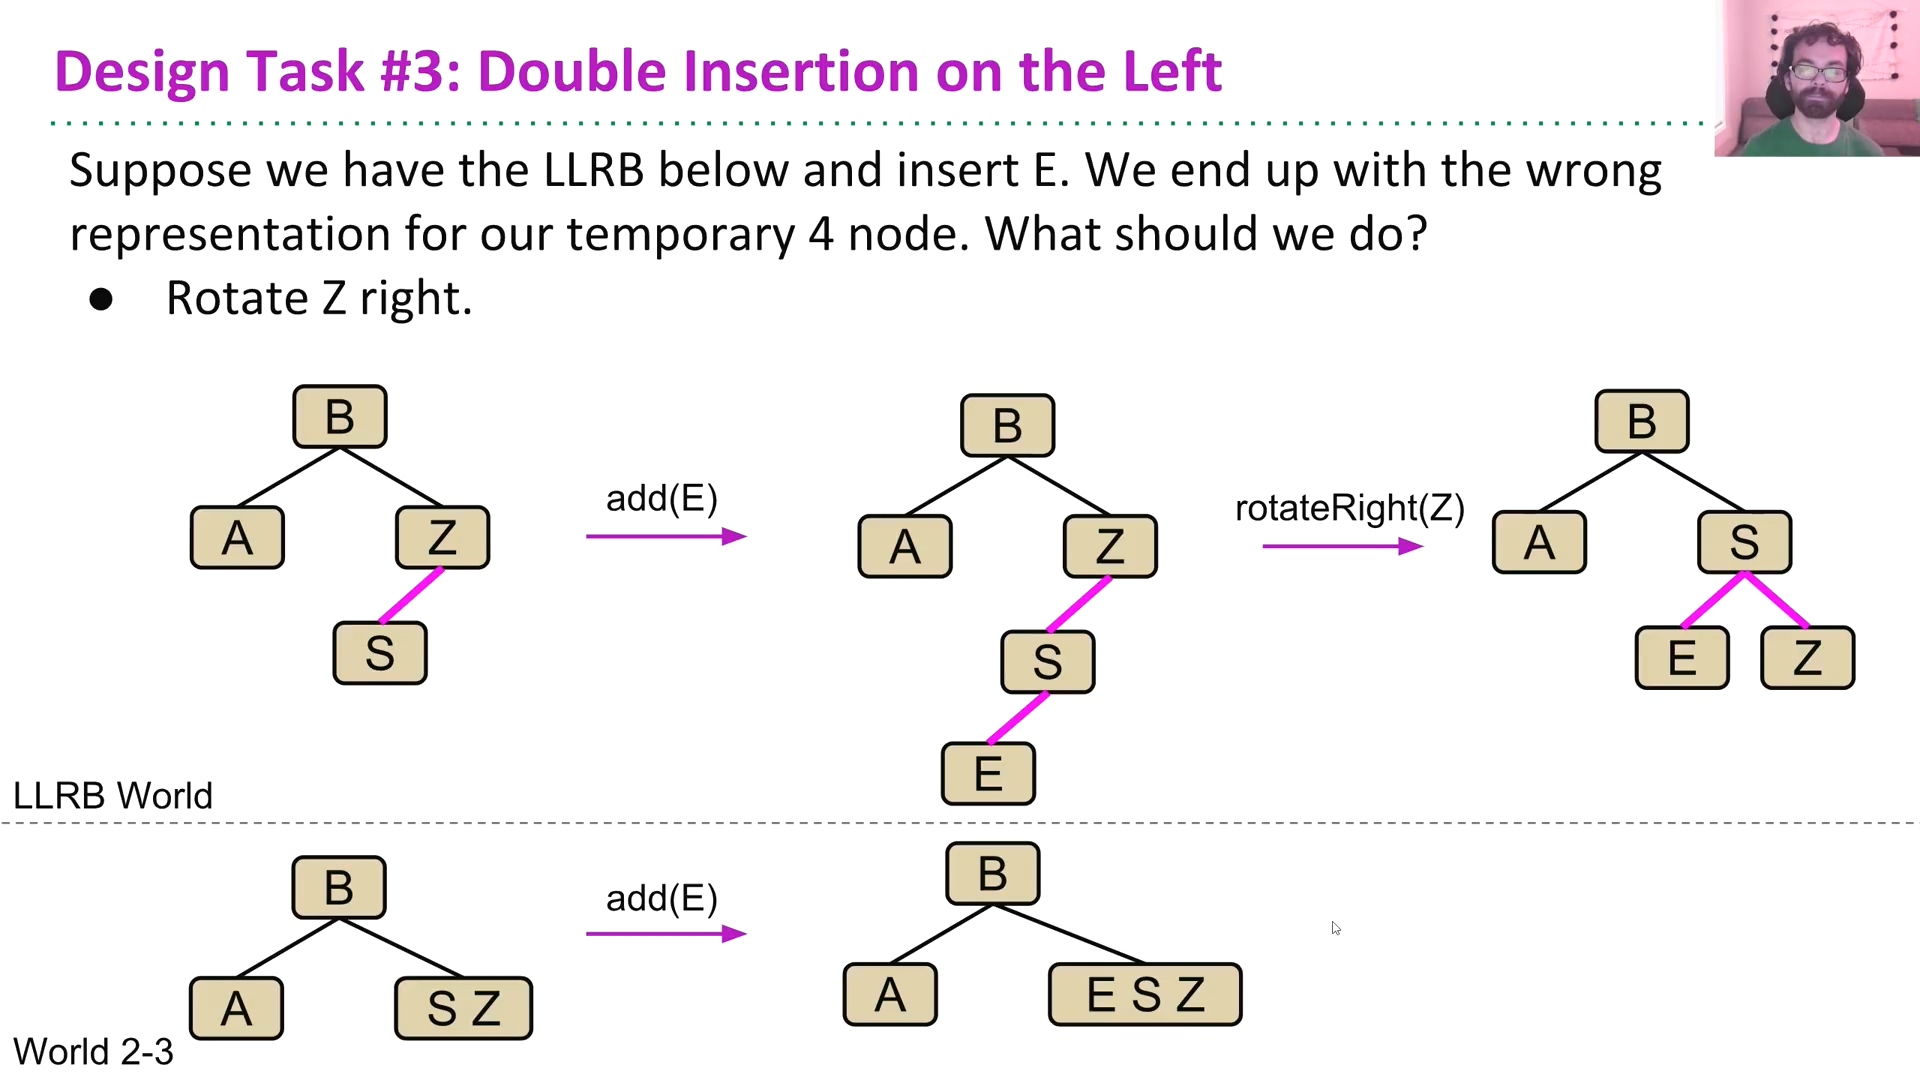 Design Task #3: Double Insertion on the Left
Suppose we have the LLRB below and insert E. We end up with the wrong
representation for our temporary 4 node. What should we do?
● Rotate Z right.
B
A
Z
S
add(E)
B
A
Z
S
E
rotateRight(Z)
B
A
S
E
Z
LLRB World
B
A
S Z
add(E)
B
A
E S Z
World 2-3